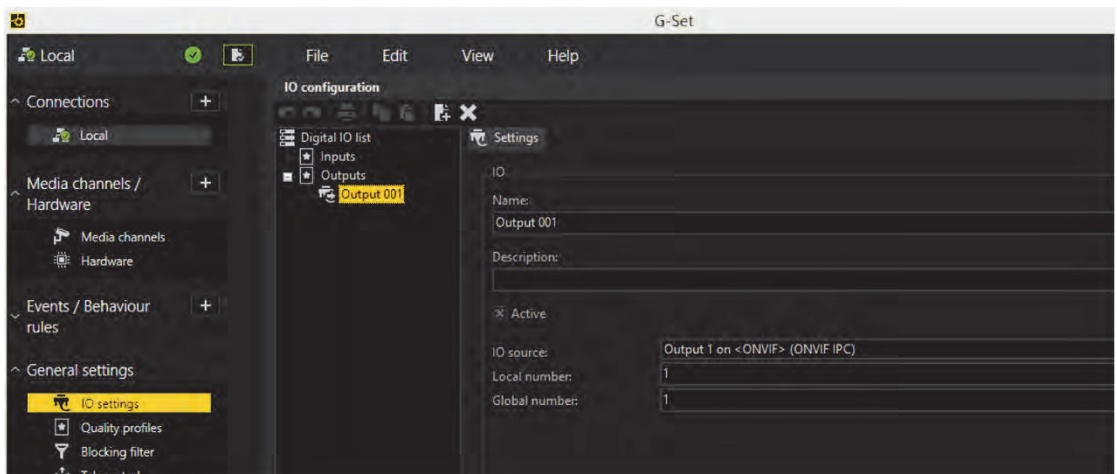 G-Set
Local
File Edit View Help
Connections
+
Local
Media channels /
Hardware
+
Media channels
Hardware
Events / Behaviour
rules
+
General settings
IO settings
Quality profiles
Blocking filter
IO configuration
Digital IO list
Inputs
Outputs
Output 001
Settings
IO
Name:
Output 001
Description:
Active
IO source:
Output 1 on <ONVIF> (ONVIF IPC)
Local number:
1
Global number:
1